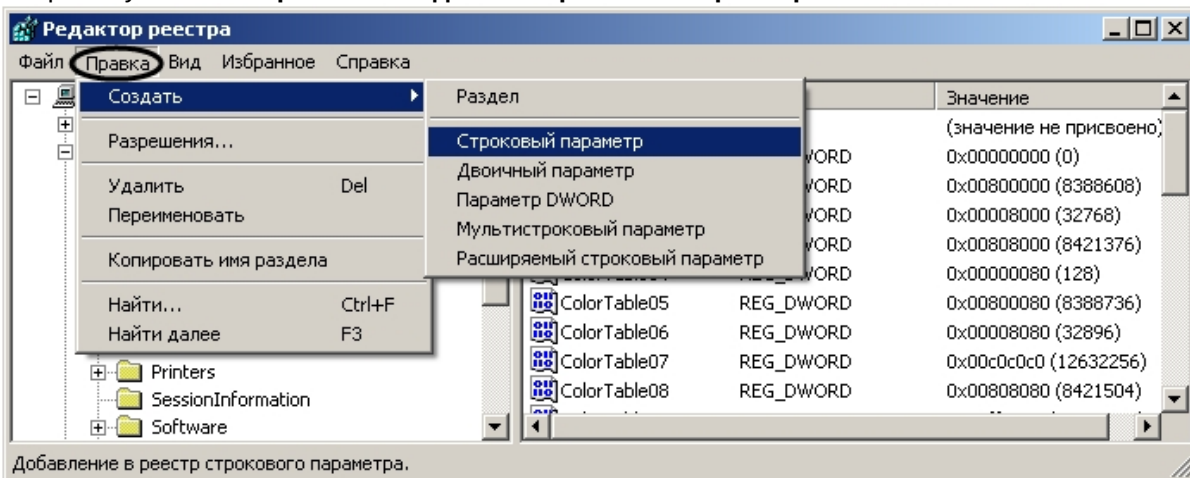 Редактор реестра
Файл Правка Вид Избранное Справка
Создать
Разрешения...
Удалить Del
Переименовать
Копировать имя раздела
Найти... Ctrl+F
Найти далее F3
Раздел
Строковый параметр
Двоичный параметр
Параметр DWORD
Мультистроковый параметр
Расширяемый строковый параметр
Значение
(значение не присвоено)
0x00000000 (0)
0x00800000 (8388608)
0x00008000 (32768)
0x00808000 (8421376)
0x00000080 (128)
ColorTable05 REG_DWORD 0x00800080 (8388736)
ColorTable06 REG_DWORD 0x00008080 (32896)
ColorTable07 REG_DWORD 0x00c0c0c0 (12632256)
ColorTable08 REG_DWORD 0x00808080 (8421504)
Printers
SessionInformation
Software
Добавление в реестр строкового параметра.